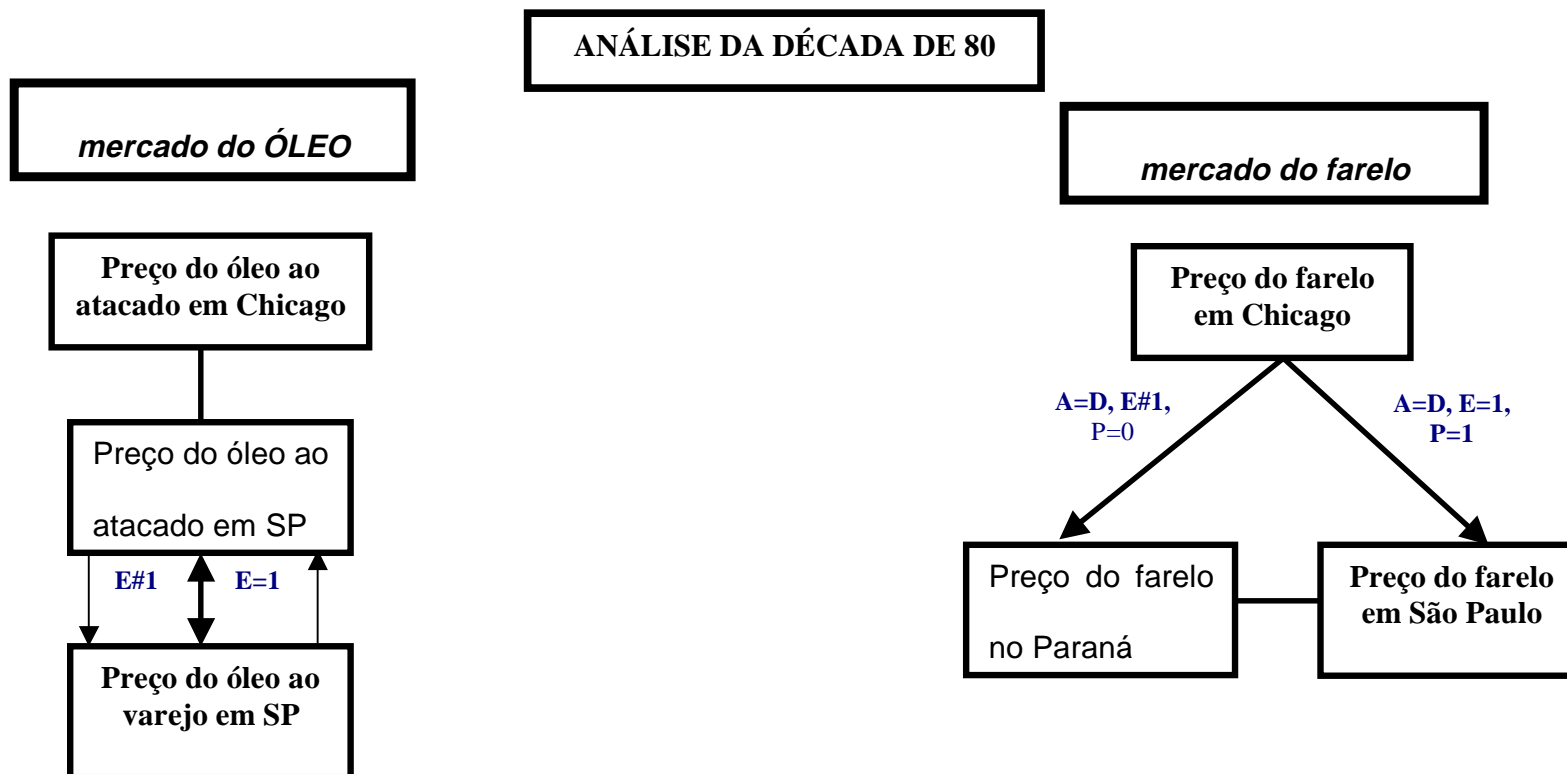 ANÁLISE DA DÉCADA DE 80
mercado do ÓLEO
mercado do farelo
Preço do óleo ao
atacado em Chicago
Preço do farelo
em Chicago
A=D, E#1,
P=0
A=D, E=1,
P=1
Preço do óleo ao
atacado em SP
E#1
E=1
Preço do farelo
no Paraná
Preço do farelo
em São Paulo
Preço do óleo ao
varejo em SP